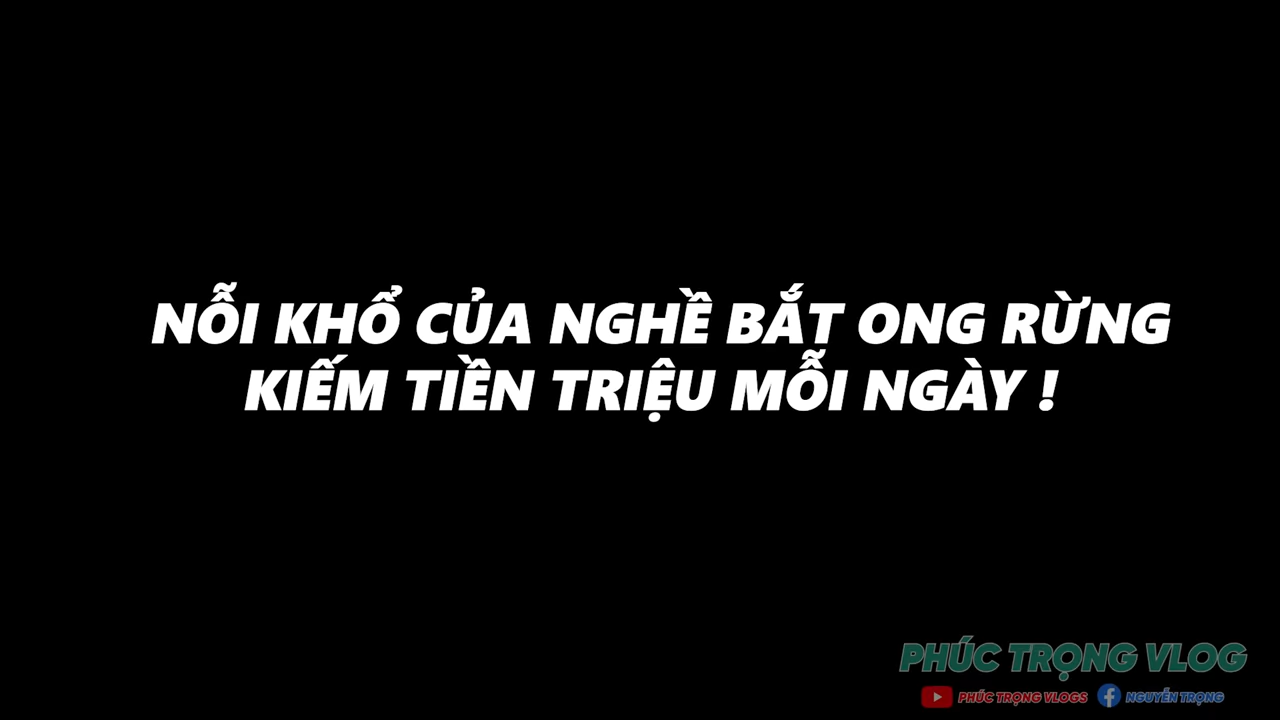 NỖI KHỔ CỦA NGHỀ BẮT ONG RỪNG
KIẾM TIỀN TRIỆU MỖI NGÀY !
PHÚC TRỌNG VLOG
PHÚC TRỌNG VLOGS NGUYỄN TRỌNG